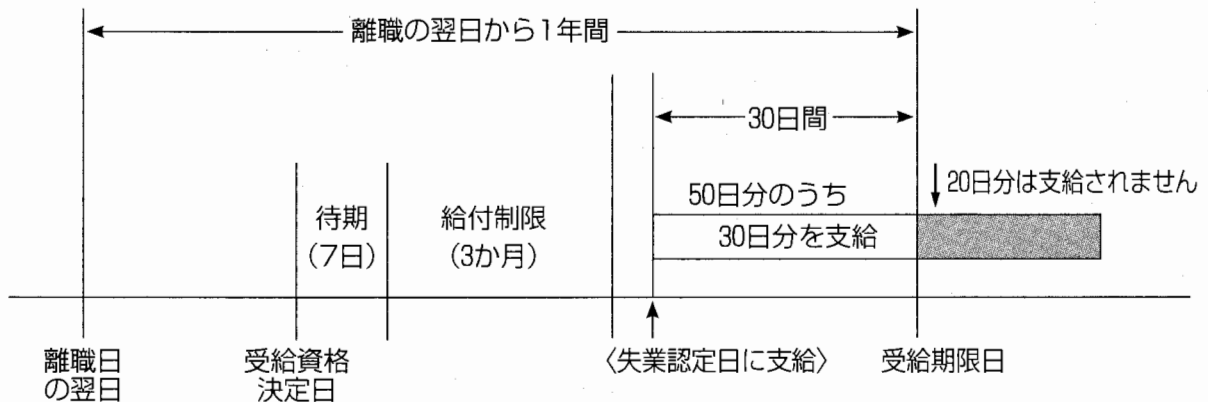 離職の翌日から1年間
30日間
20日分は支給されません
50日分のうち
30日分を支給
待期
(7日)
給付制限
(3か月)
離職日
の翌日
受給資格
決定日
〈失業認定日に支給〉
受給期限日